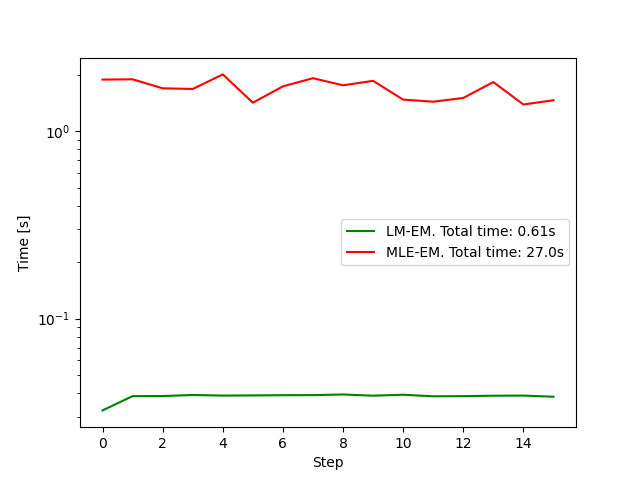 10⁰
10⁻¹
Time [s]
LM-EM. Total time: 0.61s
MLE-EM. Total time: 27.0s
0 2 4 6 8 10 12 14
Step